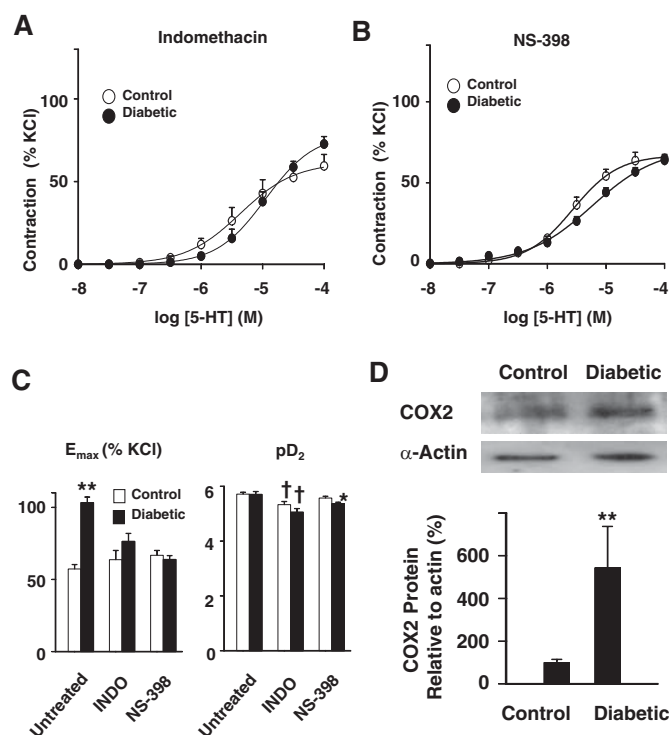 A
Indomethacin
Control
Diabetic
Contraction (% KCl)
100
50
0
-8 -7 -6 -5 -4
log [5-HT] (M)
B
NS-398
Control
Diabetic
Contraction (% KCl)
100
50
0
-8 -7 -6 -5 -4
log [5-HT] (M)
C
Emax (% KCl)
Control
Diabetic
**
100
50
0
Untreated INDO NS-398
pD2
† † *
6
4
2
0
Untreated INDO NS-398
D
Control Diabetic
COX2
α-Actin
COX2 Protein
Relative to actin (%)
**
600
400
200
0
Control Diabetic